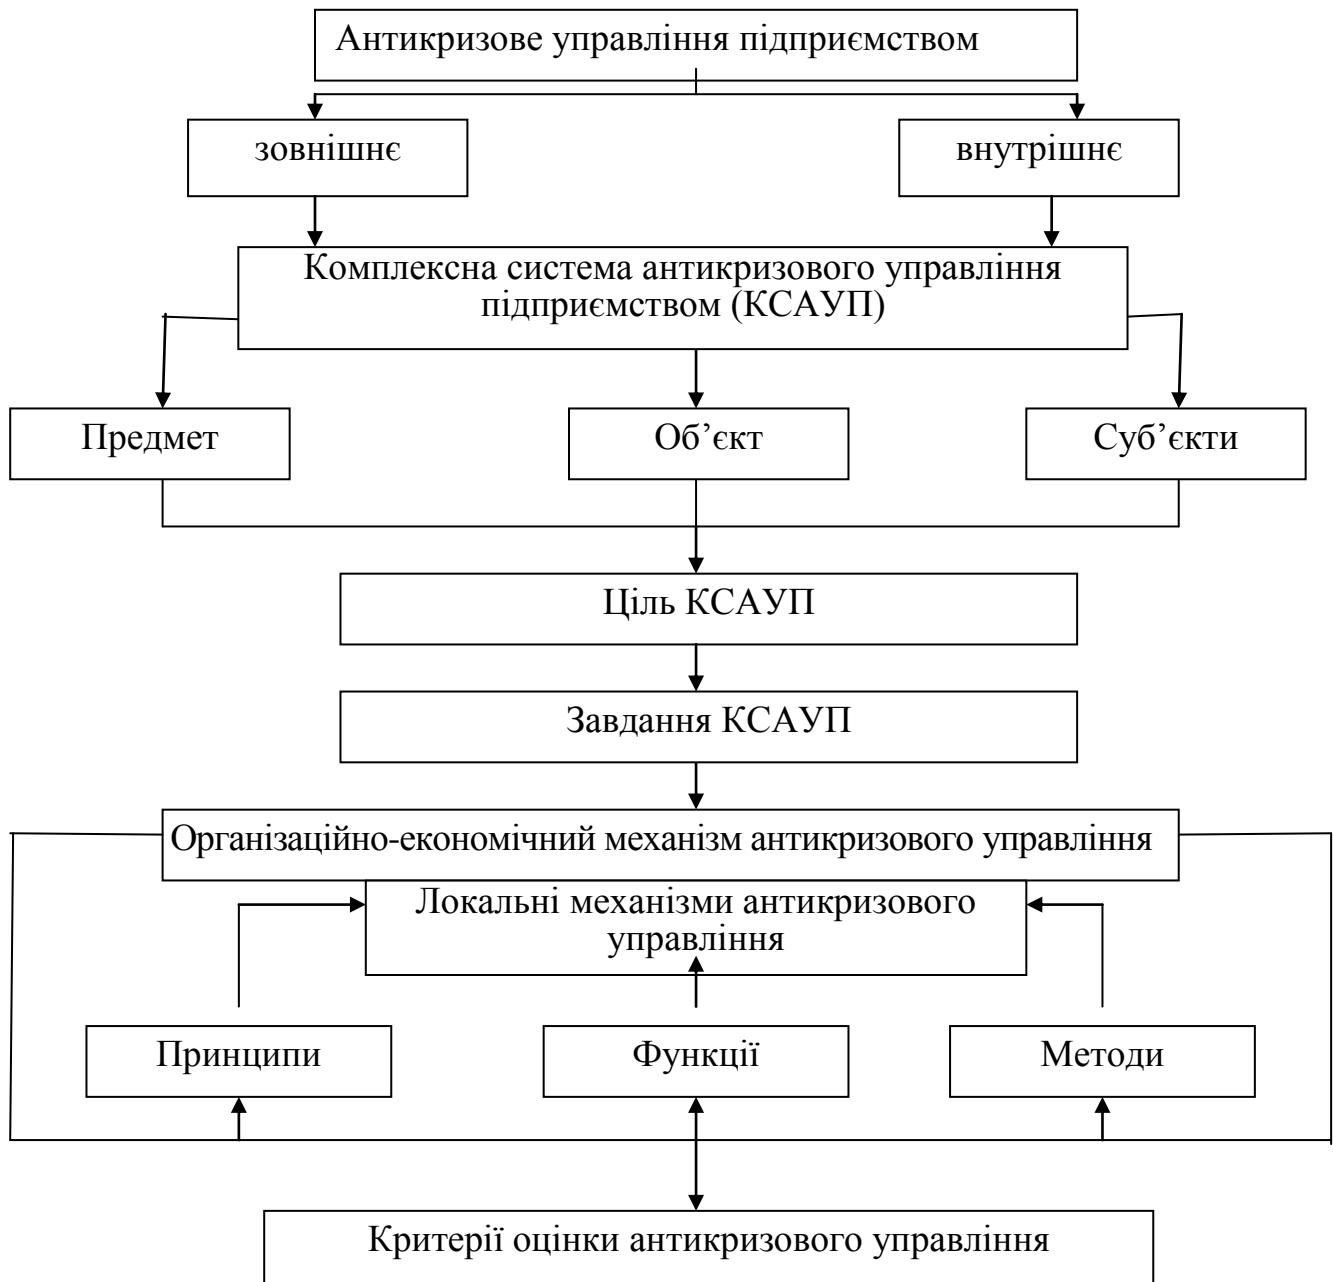 Антикризове управління підприємством
зовнішнє
внутрішнє
Комплексна система антикризового управління
підприємством (КСАУП)
Предмет
Об’єкт
Суб’єкти
Ціль КСАУП
Завдання КСАУП
Організаційно-економічний механізм антикризового управління
Локальні механізми антикризового
управління
Принципи
Функції
Методи
Критерії оцінки антикризового управління